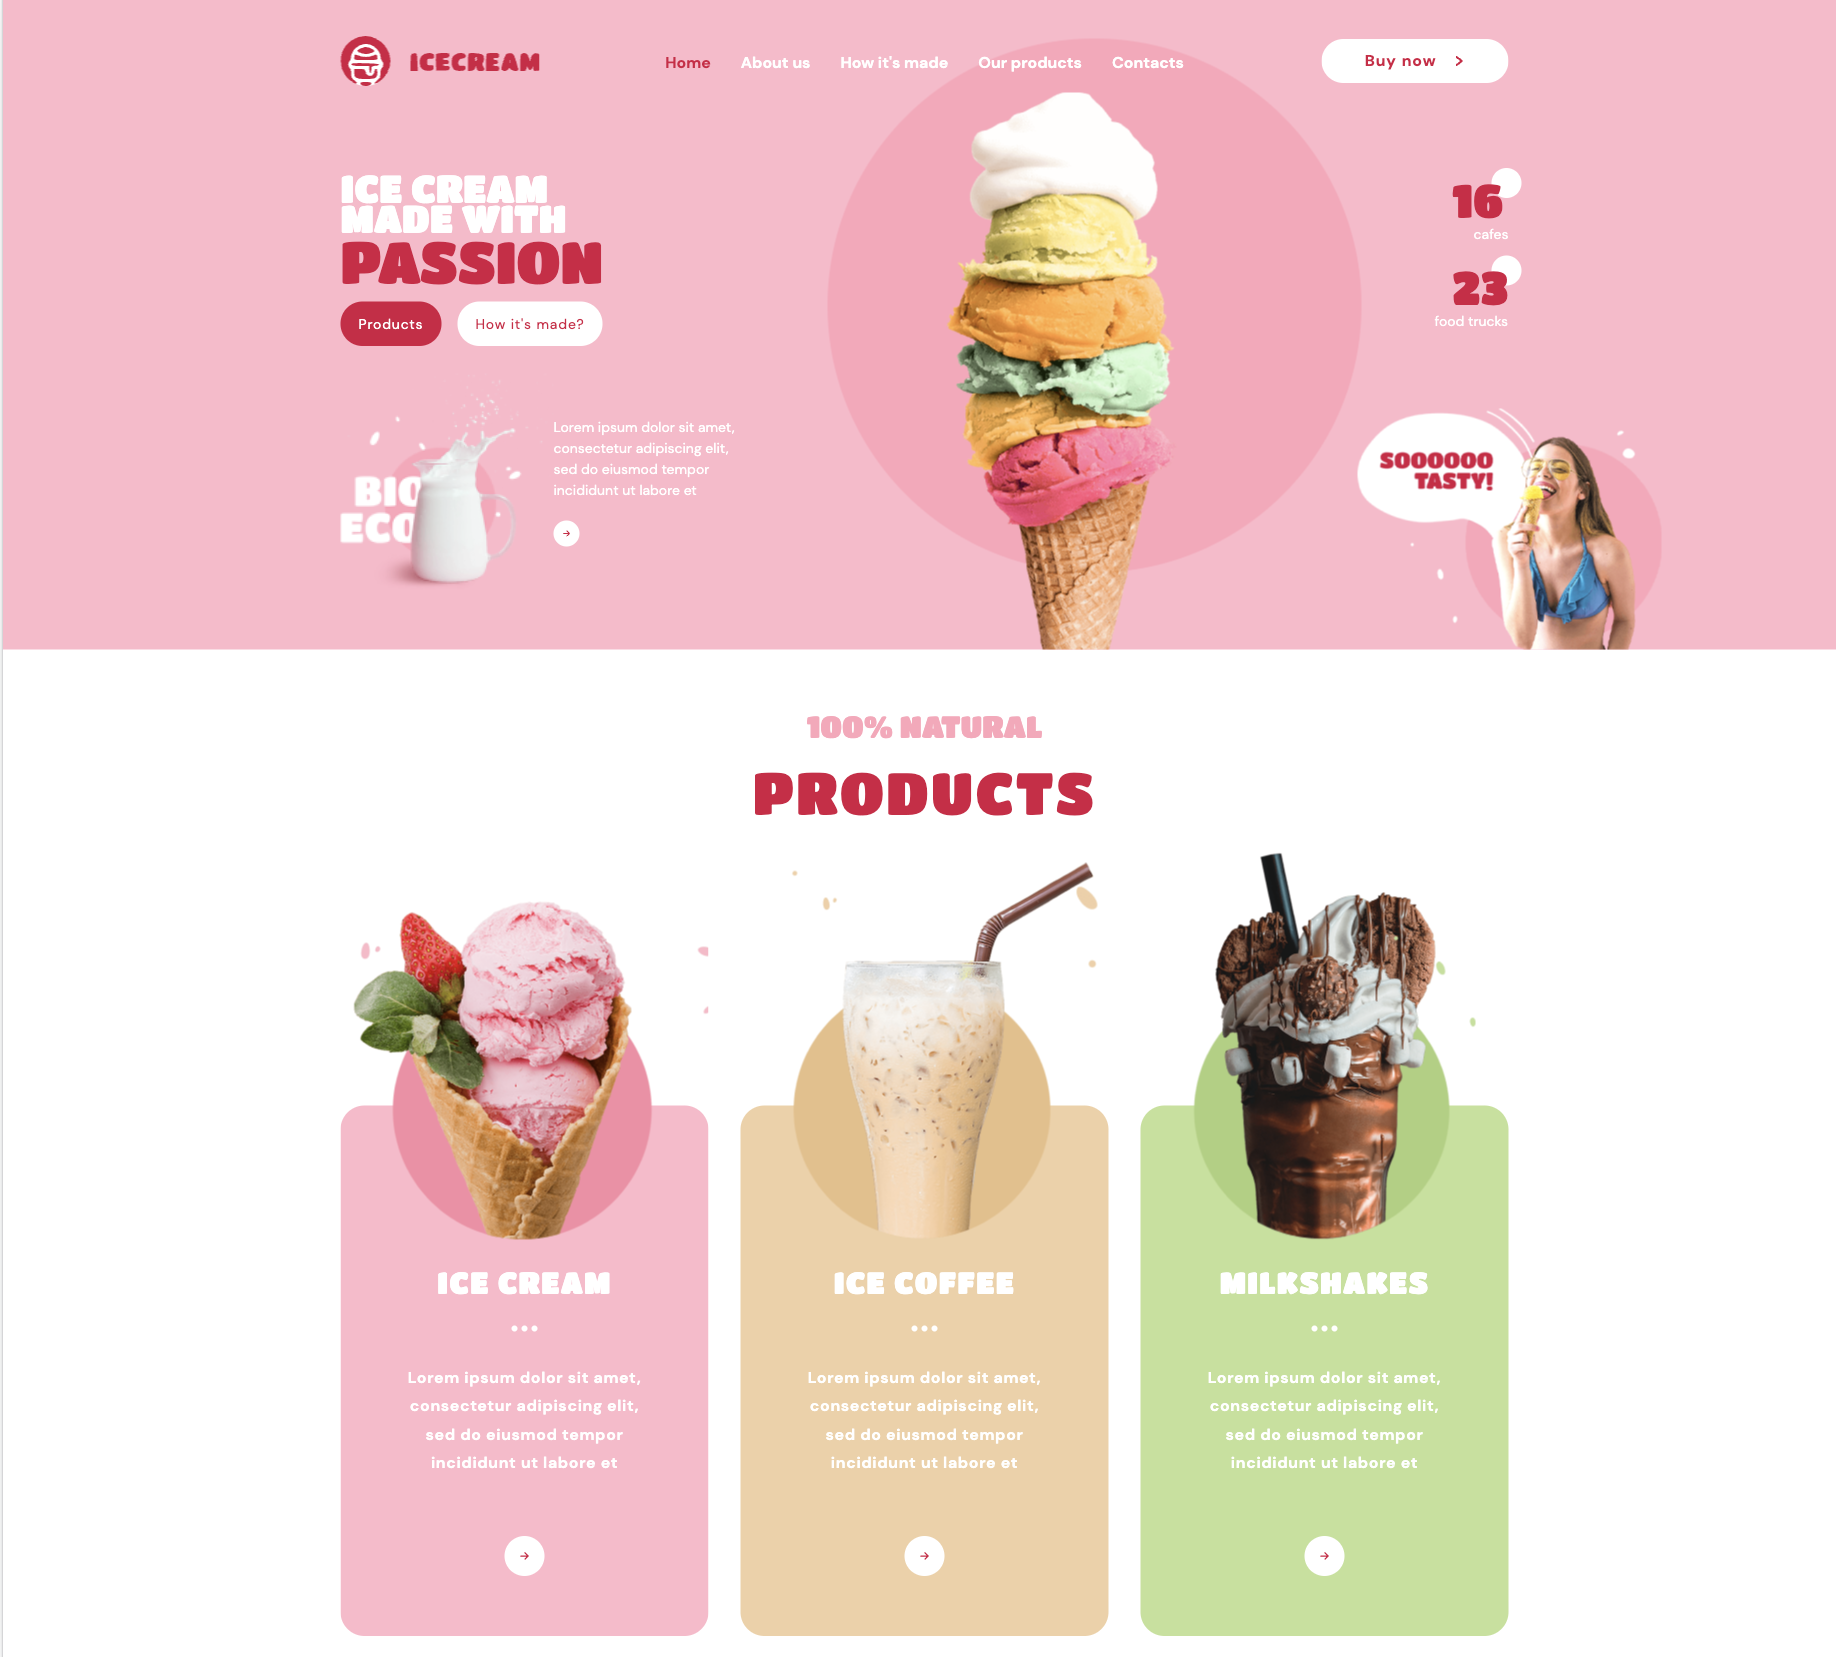 ICECREAM
Home About us How it's made Our products Contacts
Buy now >
ICE CREAM
MADE WITH
PASSION
Products How it's made?
16
cafes
23
food trucks
BIO
ECO
Lorem ipsum dolor sit amet,
consectetur adipiscing elit,
sed do eiusmod tempor
incididunt ut labore et
SOOOOOO
TASTY!
100% NATURAL
PRODUCTS
ICE CREAM
Lorem ipsum dolor sit amet,
consectetur adipiscing elit,
sed do eiusmod tempor
incididunt ut labore et
ICE COFFEE
Lorem ipsum dolor sit amet,
consectetur adipiscing elit,
sed do eiusmod tempor
incididunt ut labore et
MILKSHAKES
Lorem ipsum dolor sit amet,
consectetur adipiscing elit,
sed do eiusmod tempor
incididunt ut labore et